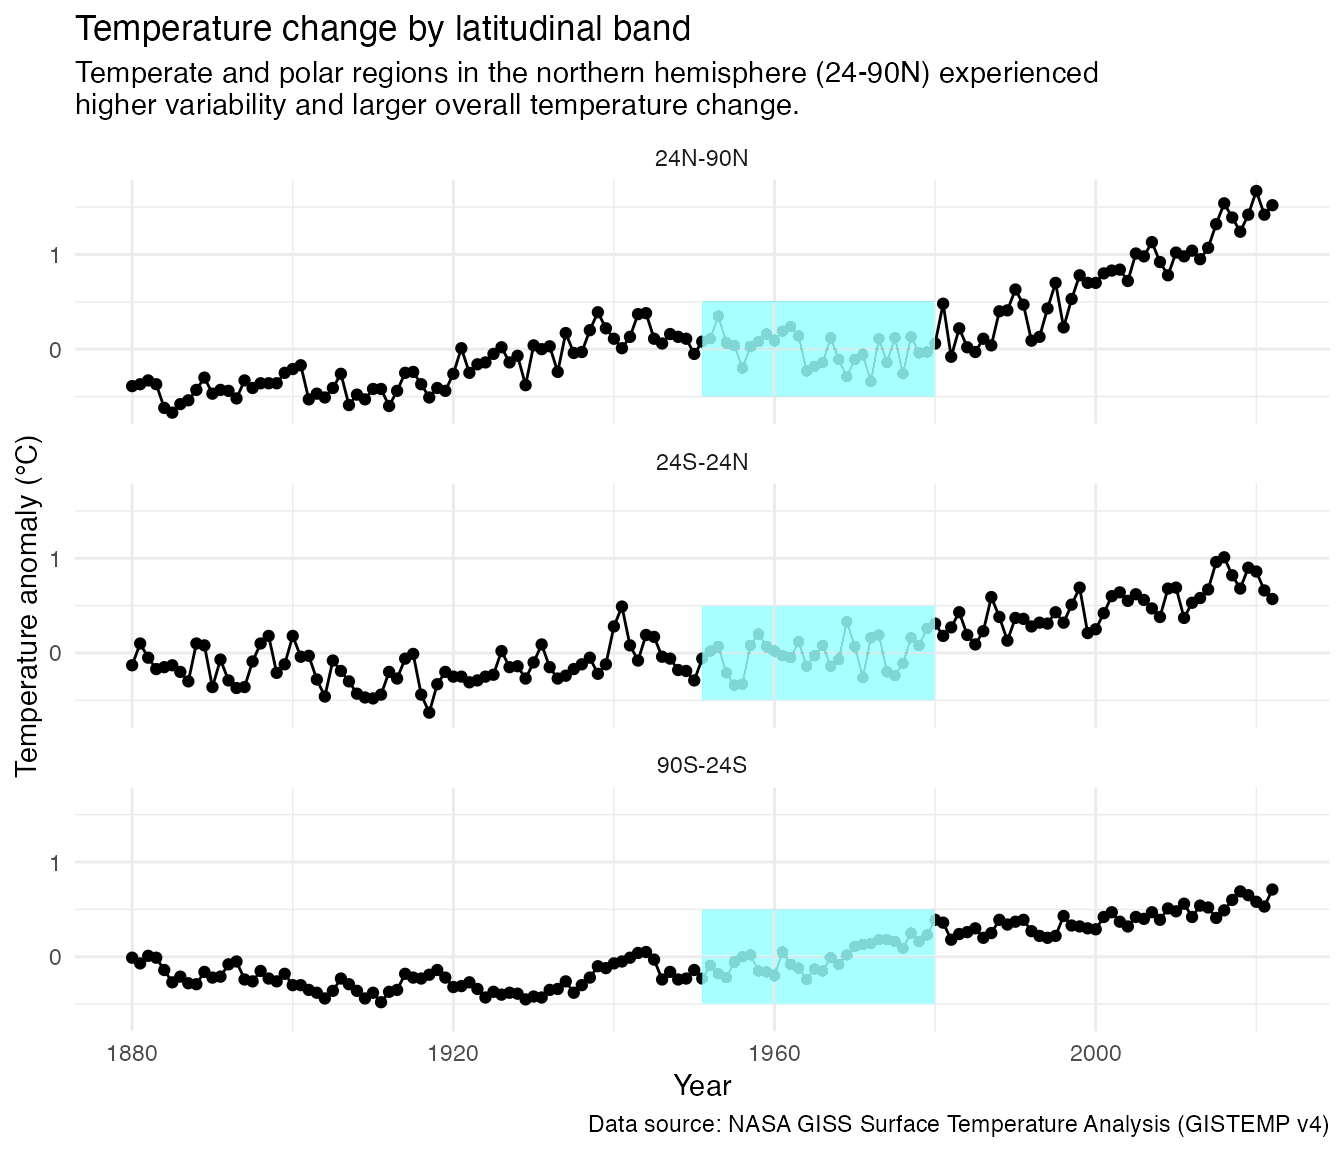 Temperature change by latitudinal band
Temperate and polar regions in the northern hemisphere (24-90N) experienced
higher variability and larger overall temperature change.
24N-90N
1
0
24S-24N
1
0
90S-24S
1
0
Temperature anomaly (°C)
1880 1920 1960 2000
Year
Data source: NASA GISS Surface Temperature Analysis (GISTEMP v4)